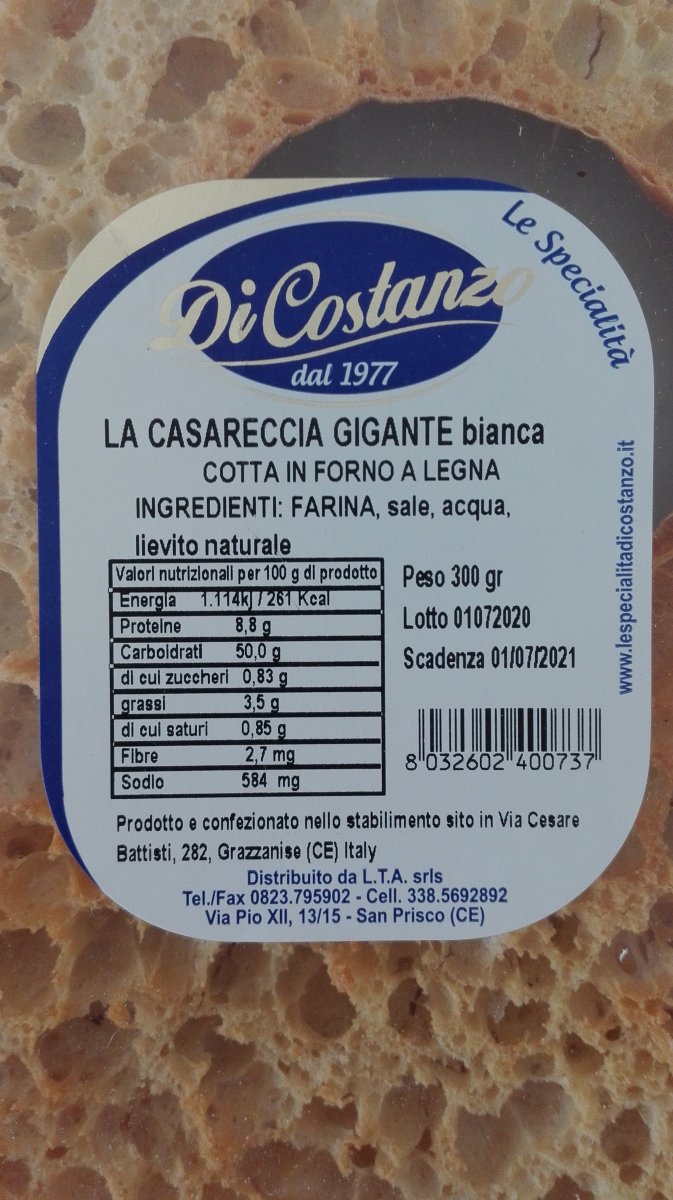 Le Specialità
Di Costanzo
dal 1977
LA CASARECCIA GIGANTE bianca
COTTA IN FORNO A LEGNA
INGREDIENTI: FARINA, sale, acqua,
lievito naturale
Valori nutrizionali per 100 g di prodotto
Energia 1.114kj / 261 Kcal
Proteine 8,8 g
Carboidrati 50,0 g
di cui zuccheri 0,83 g
grassi 3,5 g
di cui saturi 0,85 g
Fibre 2,7 mg
Sodio 584 mg
Peso 300 gr
Lotto 01072020
Scadenza 01/07/2021
8 032602 400737
www.lespecialitadicostanzo.it
Prodotto e confezionato nello stabilimento sito in Via Cesare
Battisti, 282, Grazzanise (CE) Italy
Distribuito da L.T.A. srls
Tel./Fax 0823.795902 - Cell. 338.5692892
Via Pio XII, 13/15 - San Prisco (CE)